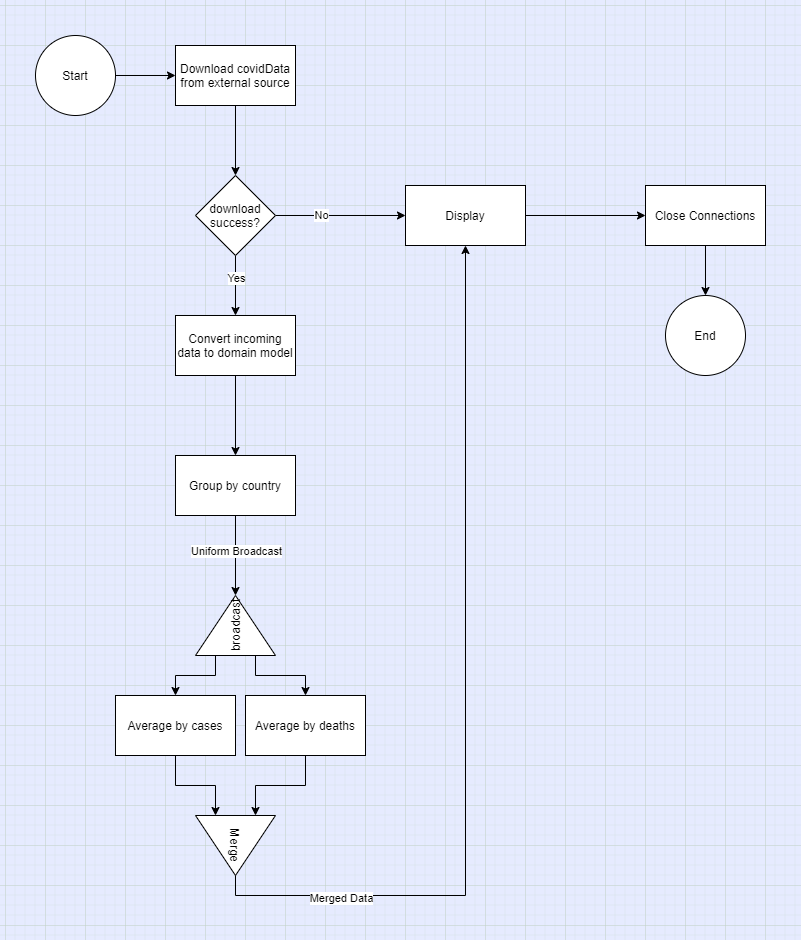 Start
Download covidData
from external source
download
success?
No
Display
Close Connections
Yes
End
Convert incoming
data to domain model
Group by country
Uniform Broadcast
broadcast
Average by cases
Average by deaths
Merge
Merged Data